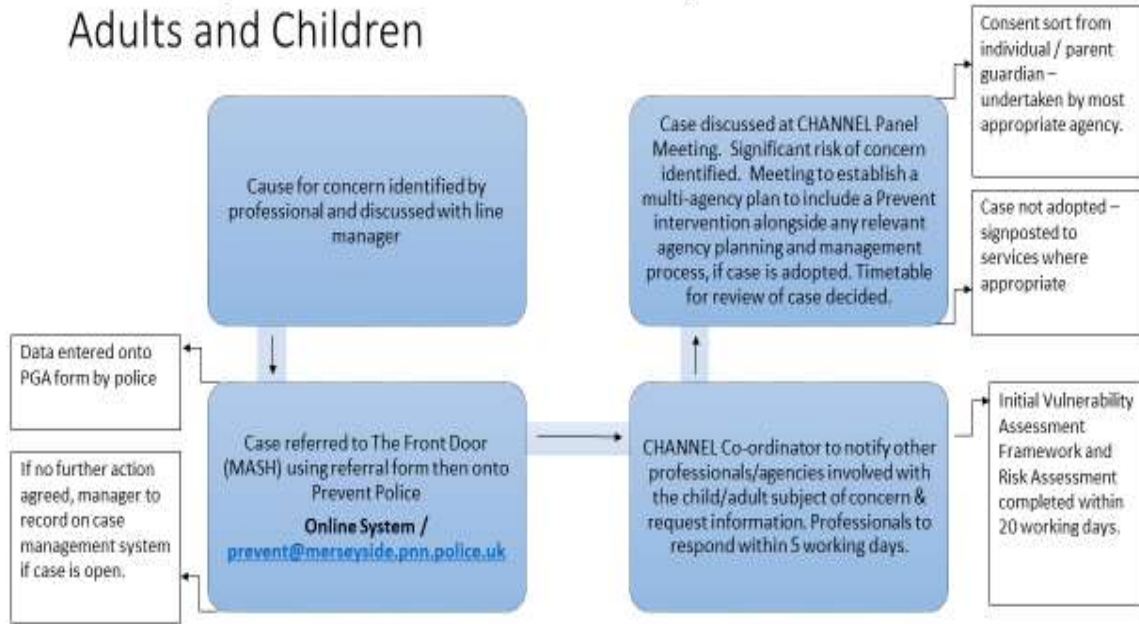 Adults and Children
Cause for concern identified by
professional and discussed with line
manager
Data entered onto
PGA form by police
If no further action
agreed, manager to
record on case
management system
if case is open.
Case referred to The Front Door
(MASH) using referral form then onto
Prevent Police
Online System /
prevent@merseyside.pnn.police.uk
CHANNEL Co-ordinator to notify other
professionals/agencies involved with
the child/adult subject of concern &
request information. Professionals to
respond within 5 working days.
Initial Vulnerability
Assessment
Framework and
Risk Assessment
completed within
20 working days.
Case discussed at CHANNEL Panel
Meeting. Significant risk of concern
identified. Meeting to establish a
multi-agency plan to include a Prevent
intervention alongside any relevant
agency planning and management
process, if case is adopted. Timetable
for review of case decided.
Consent sort from
individual / parent
guardian –
undertaken by most
appropriate agency.
Case not adopted –
signposted to
services where
appropriate